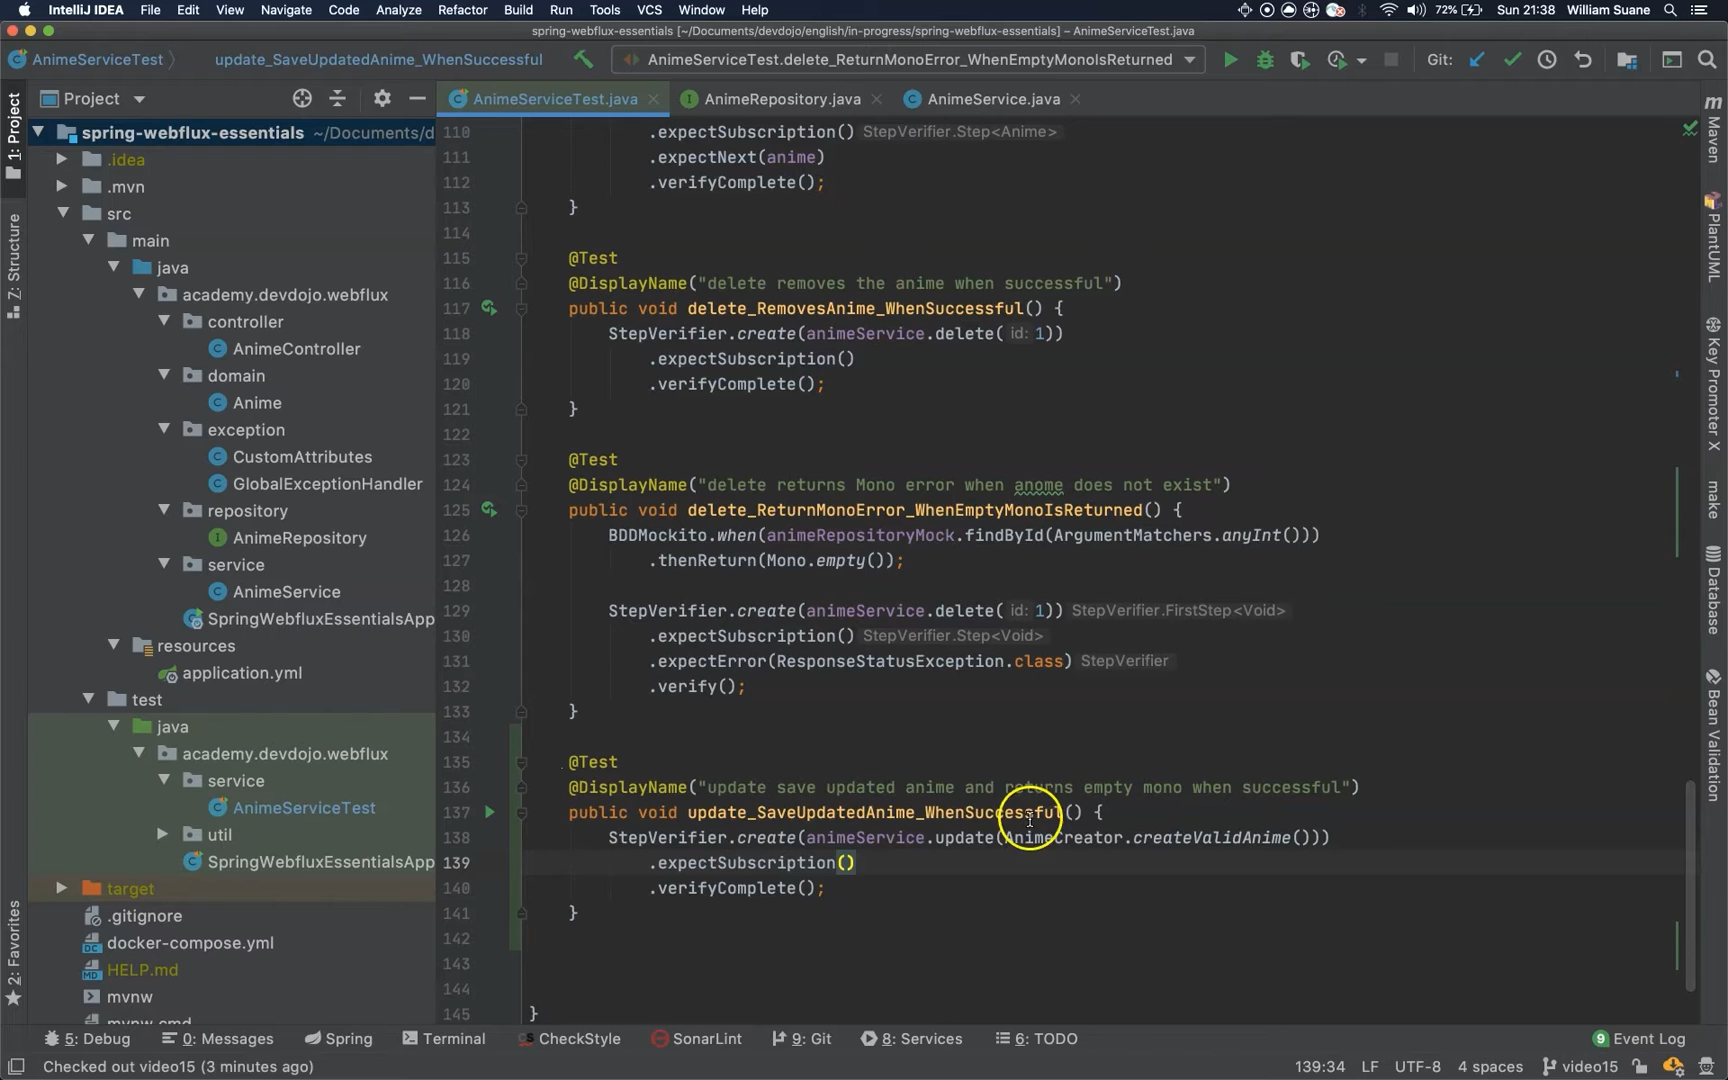 IntelliJ IDEA File Edit View Navigate Code Analyze Refactor Build Run Tools VCS Window Help 72% Sun 21:38 William Suane
spring-webflux-essentials [~/Documents/devdojo/english/in-progress/spring-webflux-essentials] – AnimeServiceTest.java
AnimeServiceTest update_SaveUpdatedAnime_WhenSuccessful AnimeServiceTest.delete_ReturnMonoError_WhenEmptyMonoIsReturned Git:
Project AnimeServiceTest.java AnimeRepository.java AnimeService.java
1: Project
Z: Structure
2: Favorites
spring-webflux-essentials ~/Documents/d
.idea
.mvn
src
main
java
academy.devdojo.webflux
controller
AnimeController
domain
Anime
exception
CustomAttributes
GlobalExceptionHandler
repository
AnimeRepository
service
AnimeService
SpringWebfluxEssentialsApp
resources
application.yml
test
java
academy.devdojo.webflux
service
AnimeServiceTest
util
SpringWebfluxEssentialsApp
target
.gitignore
docker-compose.yml
HELP.md
mvnw
mvnw.cmd
110 .expectSubscription() StepVerifier.Step<Anime>
111 .expectNext(anime)
112 .verifyComplete();
113 }
114
115 @Test
116 @DisplayName("delete removes the anime when successful")
117 public void delete_RemovesAnime_WhenSuccessful() {
118 StepVerifier.create(animeService.delete( id: 1))
119 .expectSubscription()
120 .verifyComplete();
121 }
122
123 @Test
124 @DisplayName("delete returns Mono error when anome does not exist")
125 public void delete_ReturnMonoError_WhenEmptyMonoIsReturned() {
126 BDDMockito.when(animeRepositoryMock.findById(ArgumentMatchers.anyInt()))
127 .thenReturn(Mono.empty());
128
129 StepVerifier.create(animeService.delete( id: 1)) StepVerifier.FirstStep<Void>
130 .expectSubscription() StepVerifier.Step<Void>
131 .expectError(ResponseStatusException.class) StepVerifier
132 .verify();
133 }
134
135 @Test
136 @DisplayName("update save updated anime and returns empty mono when successful")
137 public void update_SaveUpdatedAnime_WhenSuccessful() {
138 StepVerifier.create(animeService.update(AnimeCreator.createValidAnime()))
139 .expectSubscription()
140 .verifyComplete();
141 }
142
143
144
145 }
m
Maven
PlantUML
Key Promoter X
make
Database
Bean Validation
5: Debug 0: Messages Spring Terminal CS CheckStyle SonarLint 9: Git 8: Services 6: TODO 9 Event Log
Checked out video15 (3 minutes ago) 139:34 LF UTF-8 4 spaces video15